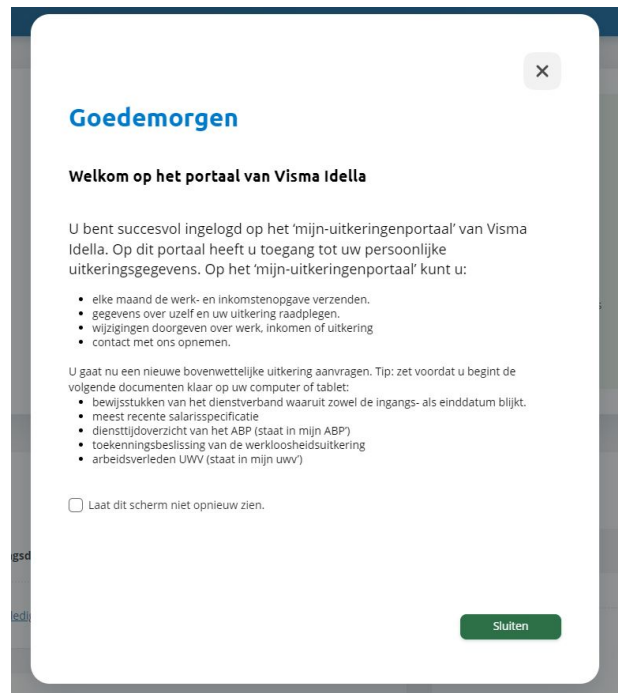 Goedemorgen
Welkom op het portaal van Visma Idella
U bent succesvol ingelogd op het ‘mijn-uitkeringenportaal’ van Visma
Idella. Op dit portaal heeft u toegang tot uw persoonlijke
uitkeringsgegevens. Op het ‘mijn-uitkeringenportaal’ kunt u:
• elke maand de werk- en inkomstenopgave verzenden.
• gegevens over uzelf en uw uitkering raadplegen.
• wijzigingen doorgeven over werk, inkomen of uitkering
• contact met ons opnemen.
U gaat nu een nieuwe bovenwettelijke uitkering aanvragen. Tip: zet voordat u begint de
volgende documenten klaar op uw computer of tablet:
• bewijsstukken van het dienstverband waaruit zowel de ingangs- als einddatum blijkt.
• meest recente salarisspecificatie
• diensttijdoverzicht van het ABP (staat in mijn ABP’)
• toekenningsbeslissing van de werkloosheidsuitkering
• arbeidsverleden UWV (staat in mijn uwv’)
Laat dit scherm niet opnieuw zien.
Sluiten